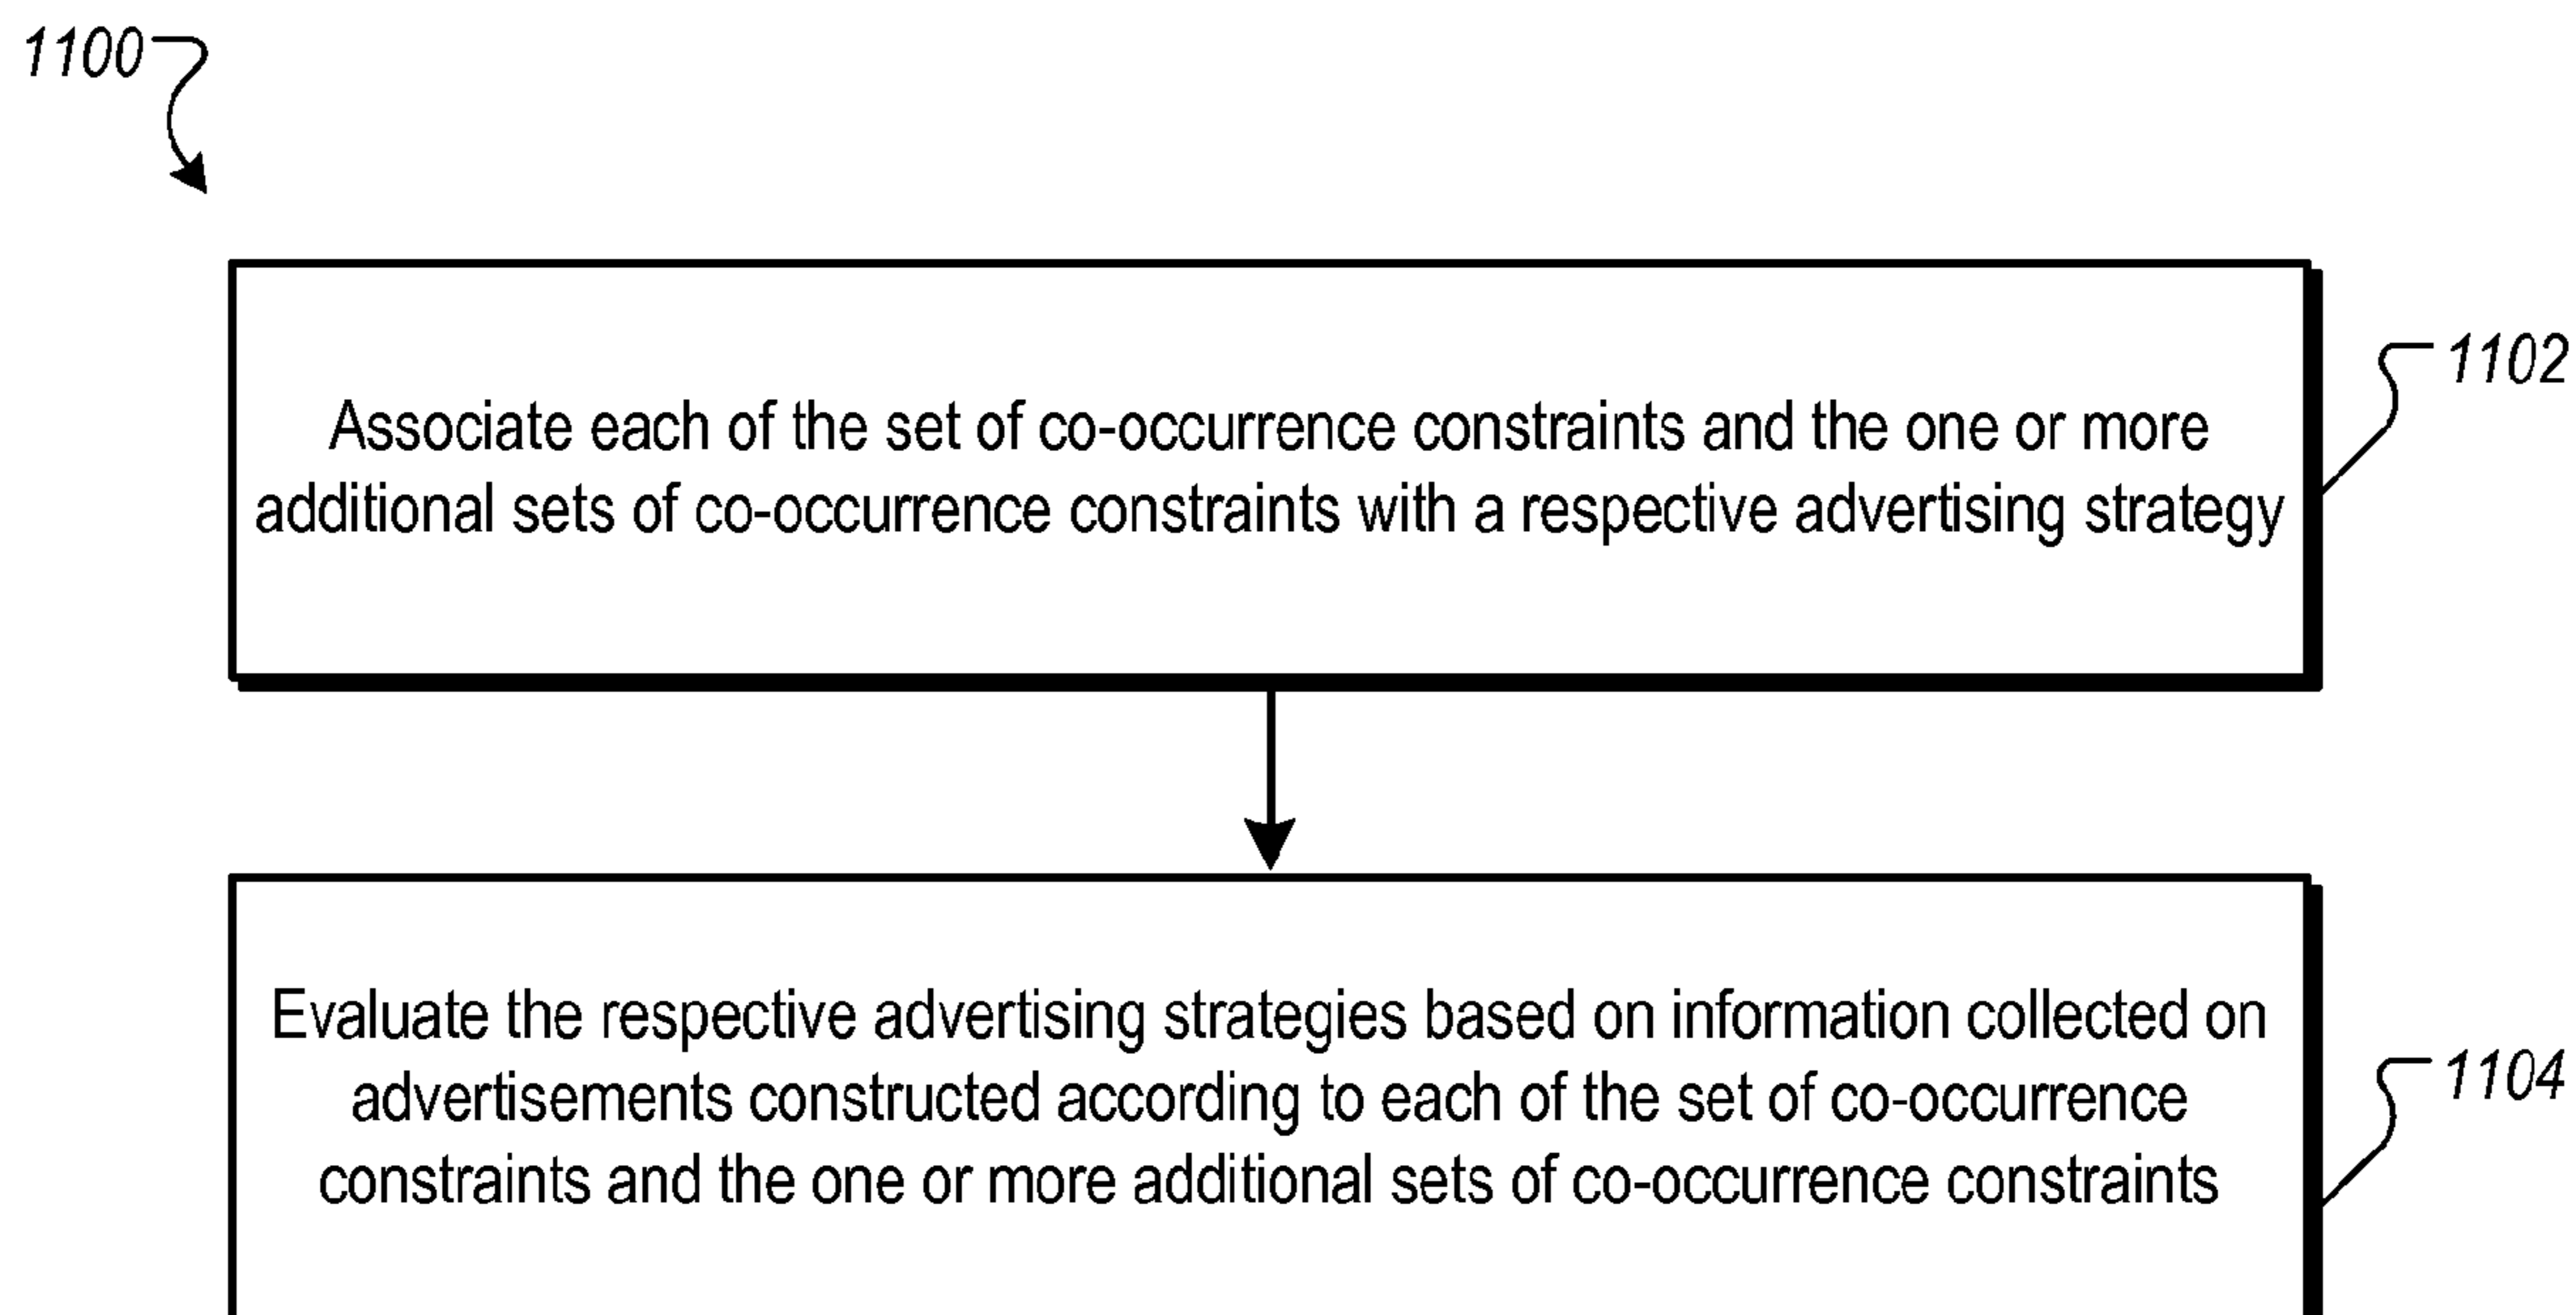 1100
Associate each of the set of co-occurrence constraints and the one or more
additional sets of co-occurrence constraints with a respective advertising strategy
1102
Evaluate the respective advertising strategies based on information collected on
advertisements constructed according to each of the set of co-occurrence
constraints and the one or more additional sets of co-occurrence constraints
1104